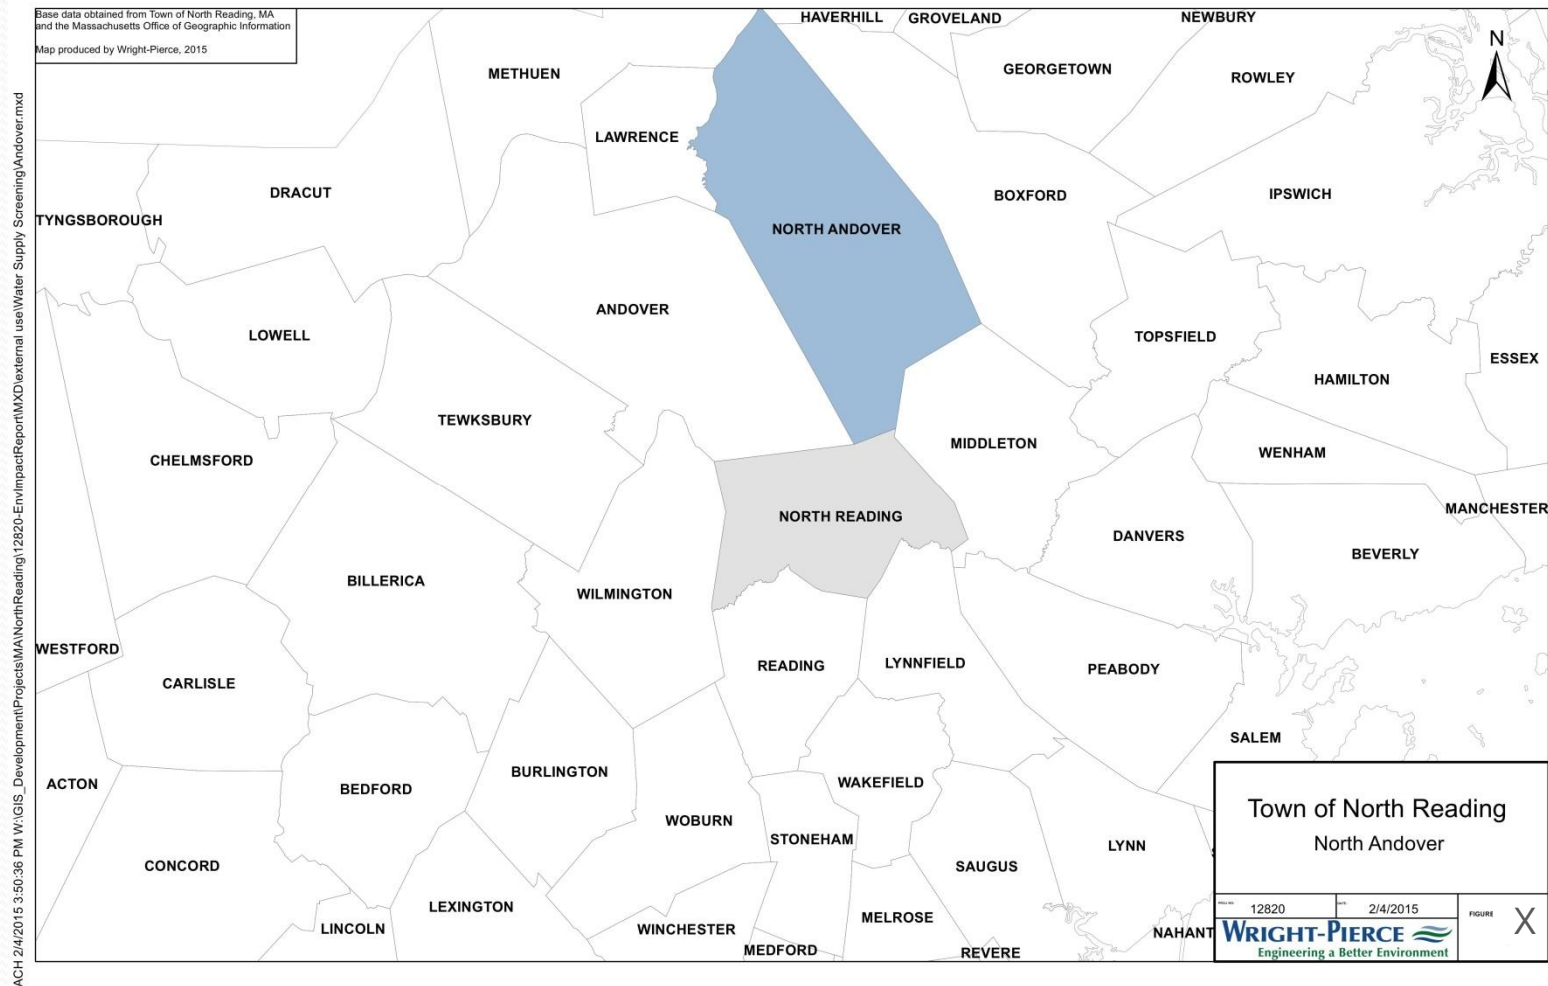 Base data obtained from Town of North Reading, MA
and the Massachusetts Office of Geographic Information
Map produced by Wright-Pierce, 2015
ACH 2/4/2015 3:50:36 PM W:\GIS_Development\Projects\MA\NorthReading\12820-EnvImpactReport\MXD\external use\Water Supply Screening\Andover.mxd
HAVERHILL
GROVELAND
NEWBURY
N
METHUEN
GEORGETOWN
ROWLEY
LAWRENCE
DRACUT
BOXFORD
IPSWICH
TYNGSBOROUGH
NORTH ANDOVER
ANDOVER
LOWELL
TOPSFIELD
ESSEX
HAMILTON
TEWKSBURY
MIDDLETON
WENHAM
CHELMSFORD
MANCHESTER
NORTH READING
DANVERS
BEVERLY
BILLERICA
WILMINGTON
WESTFORD
READING
LYNNFIELD
PEABODY
CARLISLE
SALEM
BURLINGTON
ACTON
BEDFORD
WAKEFIELD
WOBURN
STONEHAM
LYNN
CONCORD
SAUGUS
LEXINGTON
LINCOLN
WINCHESTER
MELROSE
NAHANT
MEDFORD
REVERE
Town of North Reading
North Andover
12820
2/4/2015
FIGURE
X
WRIGHT-PIERCE
Engineering a Better Environment